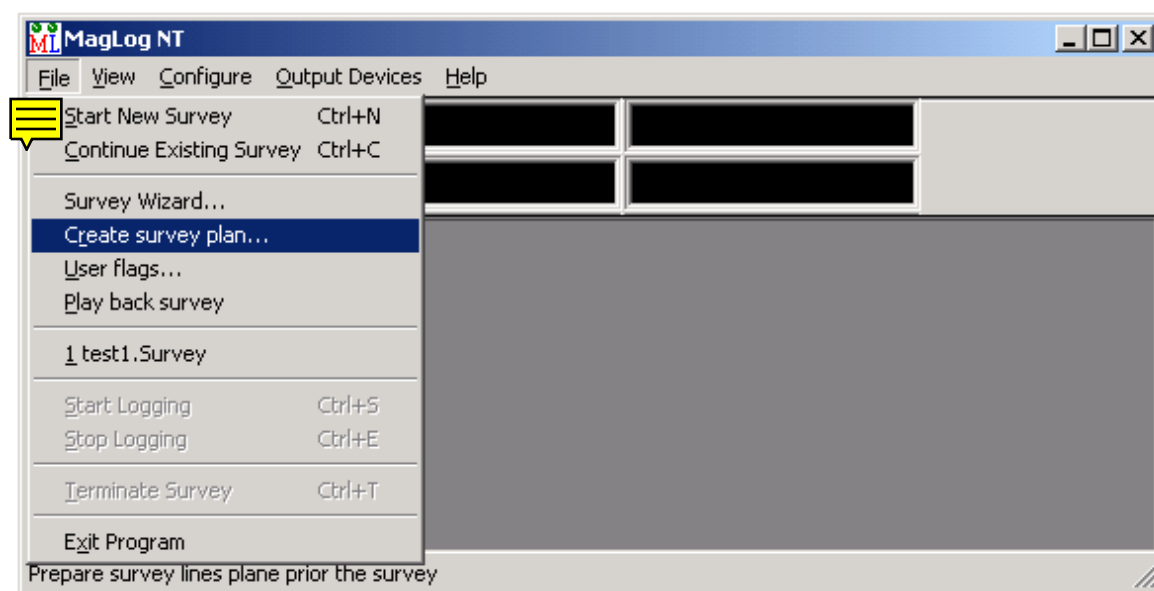 MagLog NT
File View Configure Output Devices Help
Start New Survey Ctrl+N
Continue Existing Survey Ctrl+C
Survey Wizard...
Create survey plan...
User flags...
Play back survey
1 test1.Survey
Start Logging Ctrl+S
Stop Logging Ctrl+E
Terminate Survey Ctrl+T
Exit Program
Prepare survey lines plane prior the survey